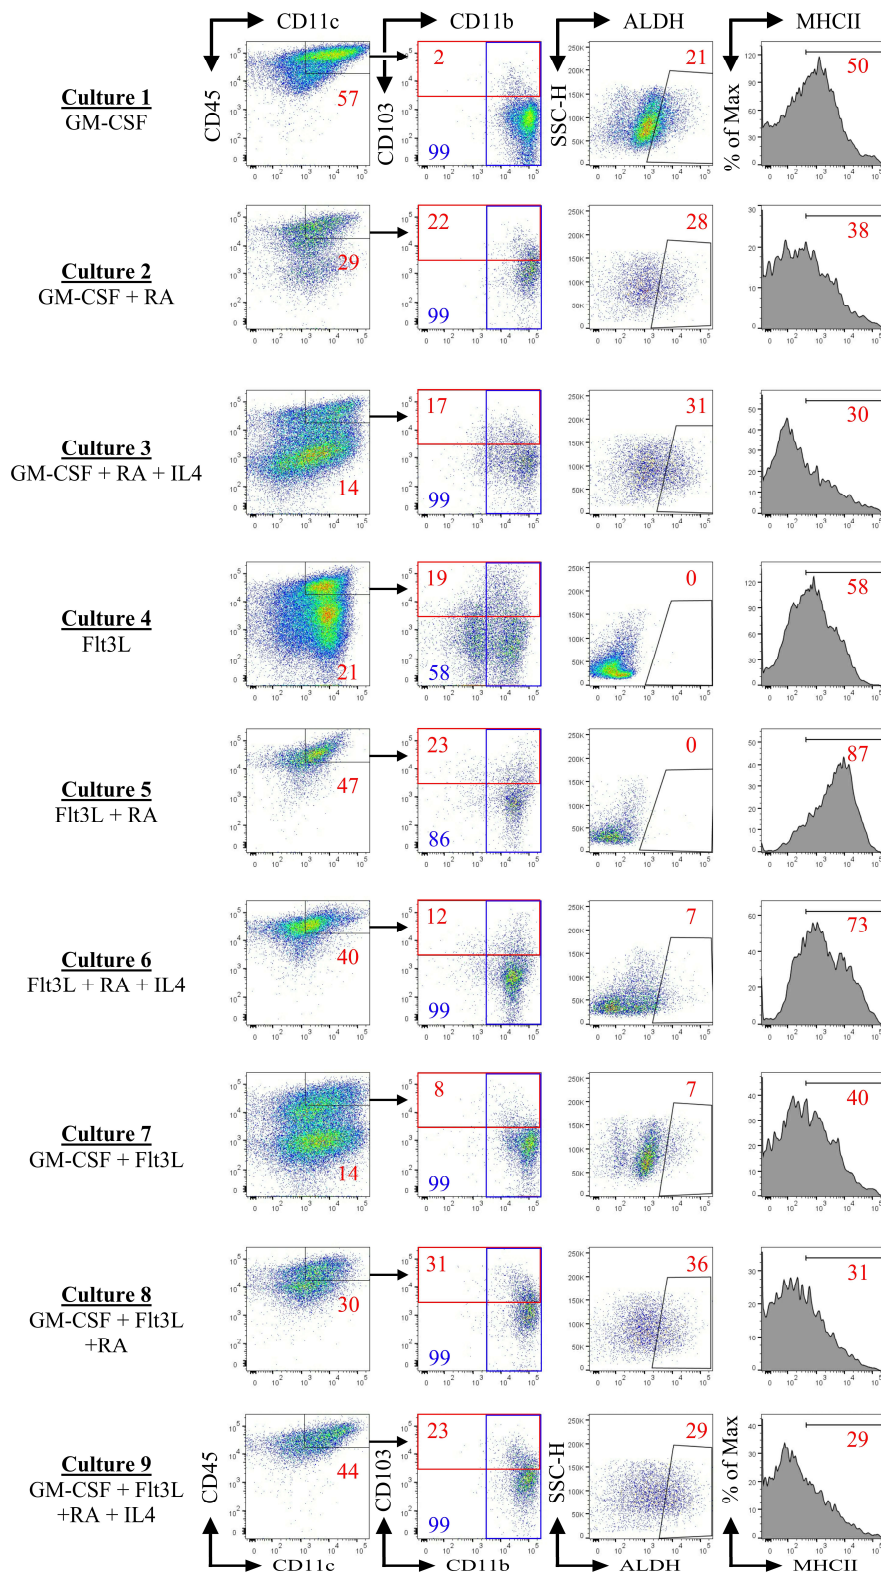 CD11c CD11b ALDH MHCII
Culture 1
GM-CSF
CD45 CD103 SSC-H % of Max
57 2 99 21 50
Culture 2
GM-CSF + RA
29 22 99 28 38
Culture 3
GM-CSF + RA + IL4
14 17 99 31 30
Culture 4
Flt3L
21 19 58 0 58
Culture 5
Flt3L + RA
47 23 86 0 87
Culture 6
Flt3L + RA + IL4
40 12 99 7 73
Culture 7
GM-CSF + Flt3L
14 8 99 7 40
Culture 8
GM-CSF + Flt3L
+RA
30 31 99 36 31
Culture 9
GM-CSF + Flt3L
+RA + IL4
CD45 CD103 SSC-H % of Max
44 23 99 29 29
CD11c CD11b ALDH MHCII